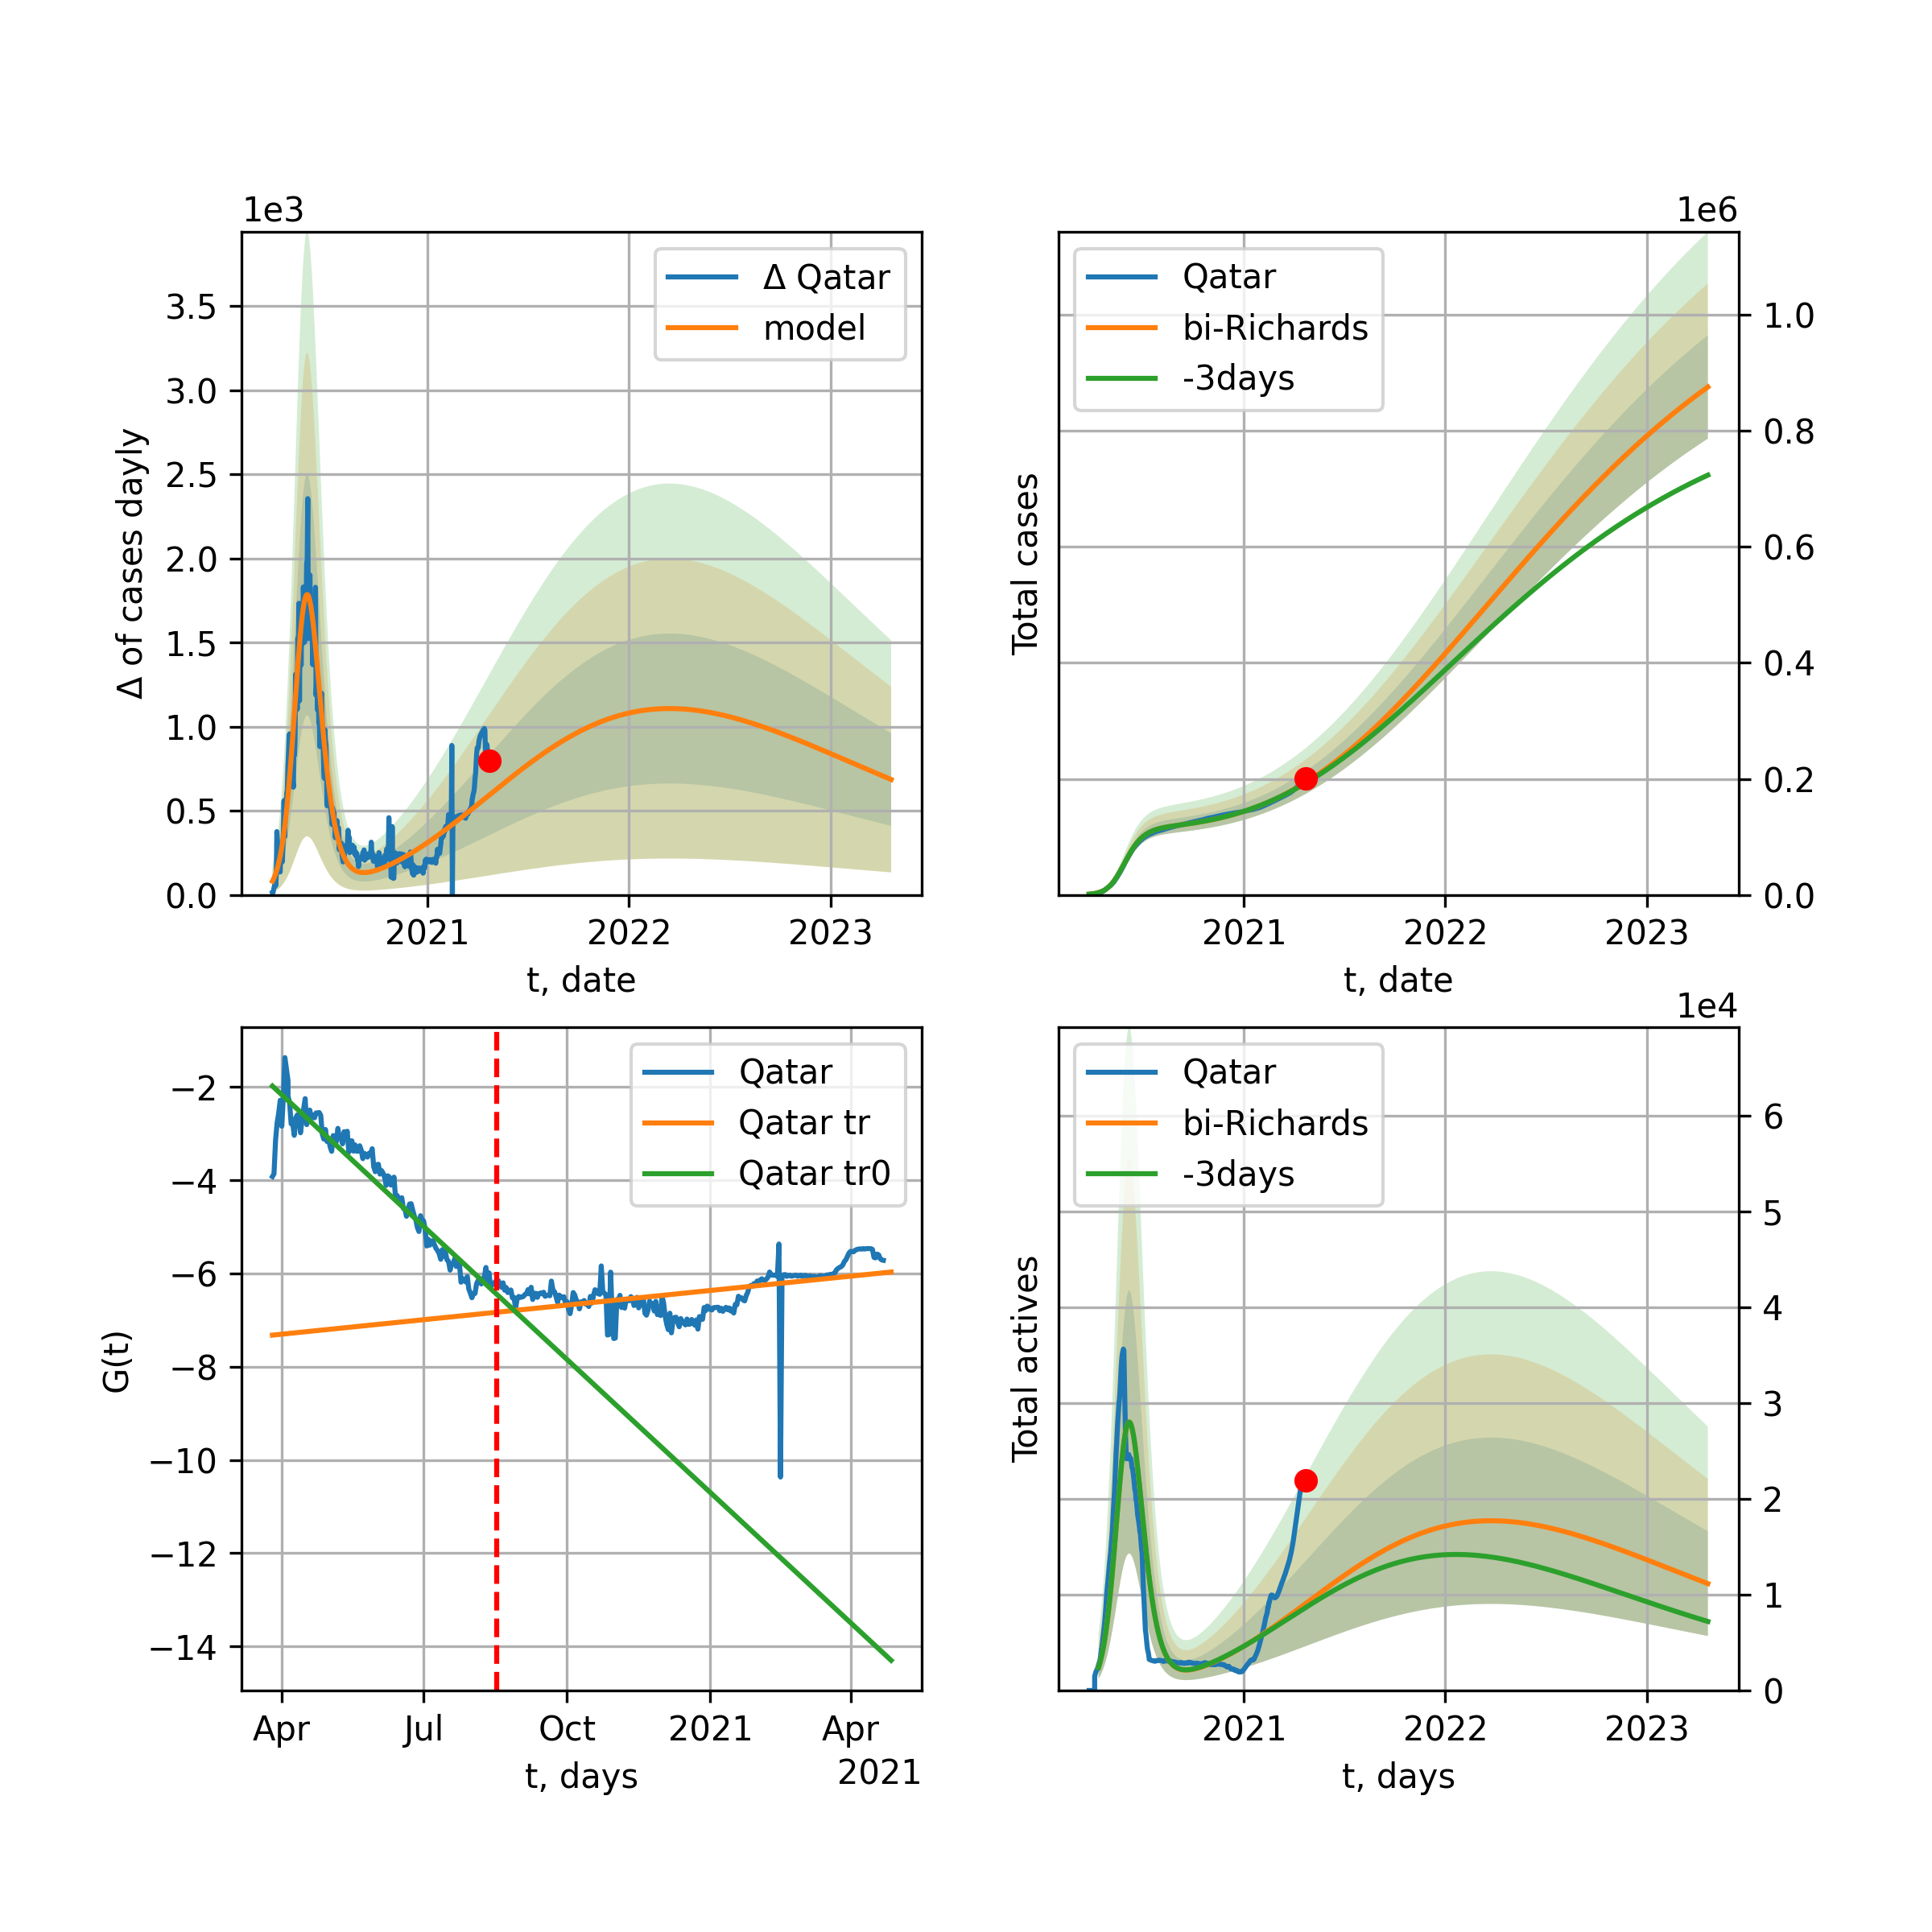 1e3
Δ of cases dayly
3.5
3.0
2.5
2.0
1.5
1.0
0.5
0.0
Δ Qatar
model
2021 2022 2023
t, date
1e6
Total cases
Qatar
bi-Richards
-3days
1.0
0.8
0.6
0.4
0.2
0.0
2021 2022 2023
t, date
G(t)
−2
−4
−6
−8
−10
−12
−14
Qatar
Qatar tr
Qatar tr0
Apr Jul Oct 2021 Apr
t, days
2021
1e4
Total actives
Qatar
bi-Richards
-3days
6
5
4
3
2
1
0
2021 2022 2023
t, days